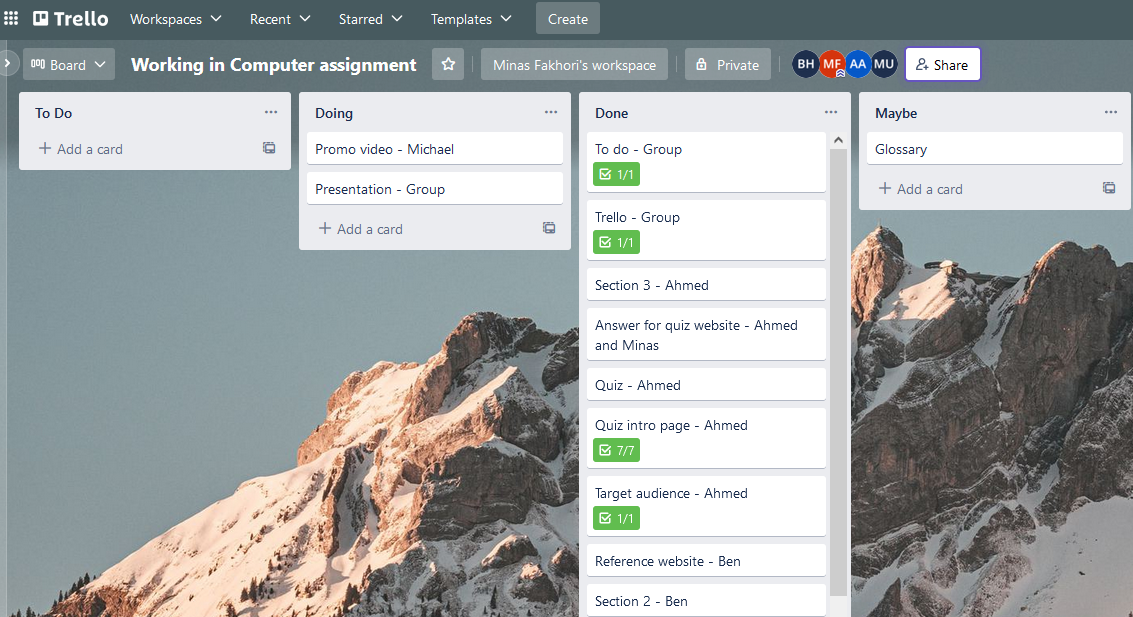 Trello Workspaces Recent Starred Templates Create
Board Working in Computer assignment Minas Fakhori's workspace Private BH MF AA MU Share
To Do
Add a card
Doing
Promo video - Michael
Presentation - Group
Add a card
Done
To do - Group
1/1
Trello - Group
1/1
Section 3 - Ahmed
Answer for quiz website - Ahmed
and Minas
Quiz - Ahmed
Quiz intro page - Ahmed
7/7
Target audience - Ahmed
1/1
Reference website - Ben
Section 2 - Ben
Maybe
Glossary
Add a card